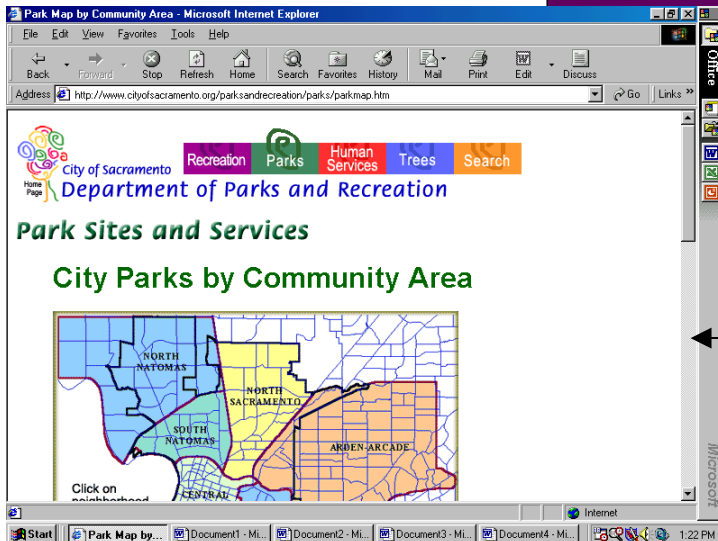 Park Map by Community Area - Microsoft Internet Explorer
File Edit View Favorites Tools Help
Back Forward Stop Refresh Home Search Favorites History Mail Print Edit Discuss
Address http://www.cityofsacramento.org/parksandrecreation/parks/parkmap.htm Go Links »
Office
City of Sacramento
Recreation Parks Human Services Trees Search
Home Page
Department of Parks and Recreation
Park Sites and Services
City Parks by Community Area
NORTH NATOMAS
NORTH SACRAMENTO
SOUTH NATOMAS
ARDEN-ARCADE
Click on
neighborhood
CENTRAL
Microsoft
Internet
Start Park Map by... Document1 - Mi... Document2 - Mi... Document3 - Mi... Document4 - Mi... 1:22 PM